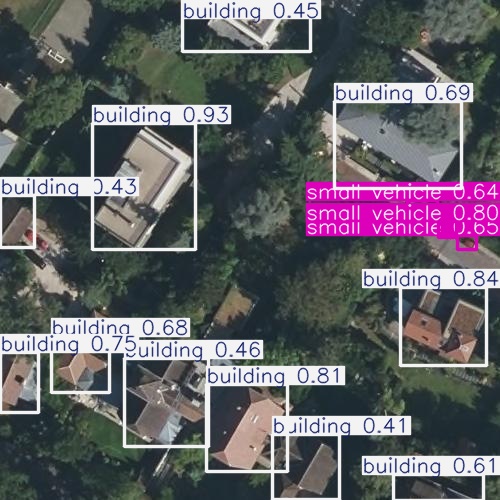 building 0.45
building 0.69
building 0.93
building 0.43
small vehicle 0.64
small vehicle 0.80
small vehicle 0.65
building 0.84
building 0.68
building 0.75
building 0.46
building 0.81
building 0.41
building 0.61